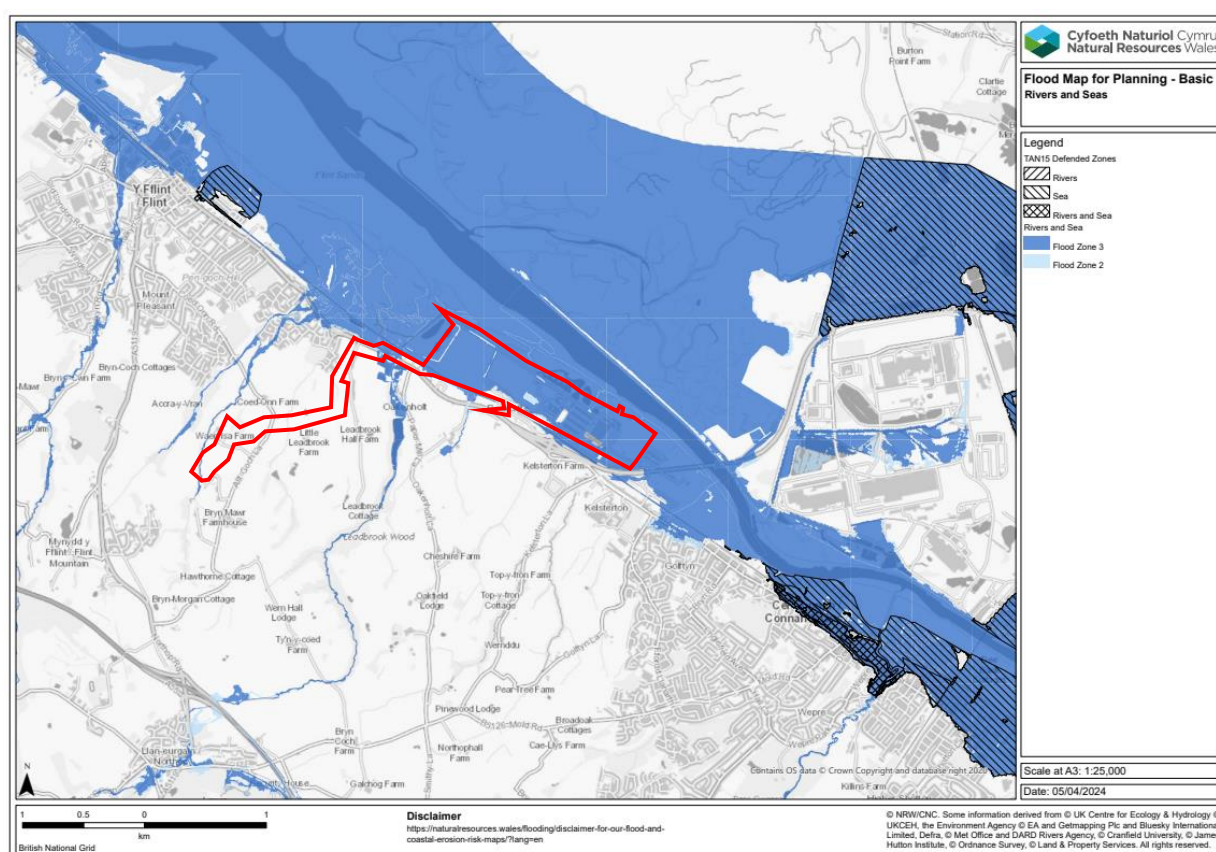 Cyfoeth Naturiol Cymru
Natural Resources Wales
Flood Map for Planning - Basic
Rivers and Seas
Legend
TAN15 Defended Zones
Rivers
Sea
Rivers and Sea
Rivers and Sea
Flood Zone 3
Flood Zone 2
Burton
Point Farm
Y Fflint
Flint
Mount
Pleasant
Bryn-Coch Cottages
Accra-y-Vran
Coed-Onn Farm
Little
Leadbrook
Farm
Leadbrook
Hall Farm
Bryn Mawr
Farmhouse
Leadbrook
Cottage
Leadbrook Wood
Kelsterton Farm
Kelsterton
Mynydd y
Fflint - Flint
Mountain
Hawthorne Cottage
Bryn-Morgan Cottage
Wern Hall
Lodge
Ty'n-y-coed
Farm
Cheshire Farm
Oakfield
Lodge
Top-y-fron Farm
Top-y-fron
Cottage
Wernddu
Golftyn
Pear Tree Farm
Pinewood Lodge
B5126-Mold Rd
Broadoak
Cottages
Cae-Llys Farm
Northophall
Farm
Bryn
Coch
Farm
Galchog Farm
Wepre
Killins Farm
Contains OS data © Crown Copyright and database right
N
1
0.5
0
1
km
British National Grid
Disclaimer
https://naturalresources.wales/flooding/disclaimer-for-our-flood-and-
coastal-erosion-risk-maps/?lang=en
Scale at A3: 1:25,000
Date: 05/04/2024
© NRW/CNC. Some information derived from © UK Centre for Ecology & Hydrology ©
UKCEH, the Environment Agency © EA and Getmapping Plc and Bluesky International
Limited, Defra, © Met Office and DARD Rivers Agency, © Cranfield University, © James
Hutton Institute, © Ordnance Survey, © Land & Property Services. All rights reserved.